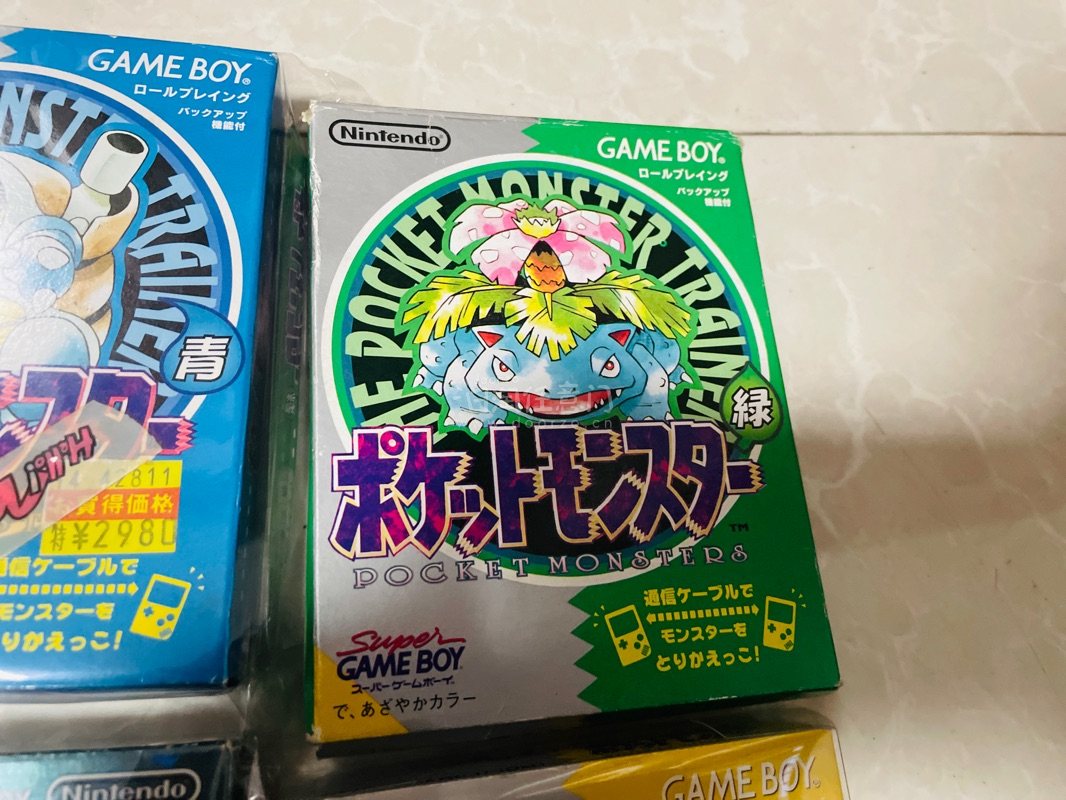 GAME BOY
ロールプレイング
バックアップ
機能付
青
42811
買得価格
特¥2980
通信ケーブルで
モンスターを
とりかえっこ!
Nintendo
GAME BOY
ロールプレイング
バックアップ
機能付
THE POCKET MONSTER TRAINER
緑
ポケットモンスター
TM
POCKET MONSTERS
通信ケーブルで
モンスターを
とりかえっこ!
Super
GAME BOY
スーパーゲームボーイ
で、あざやかカラー
Nintendo
GAME BOY